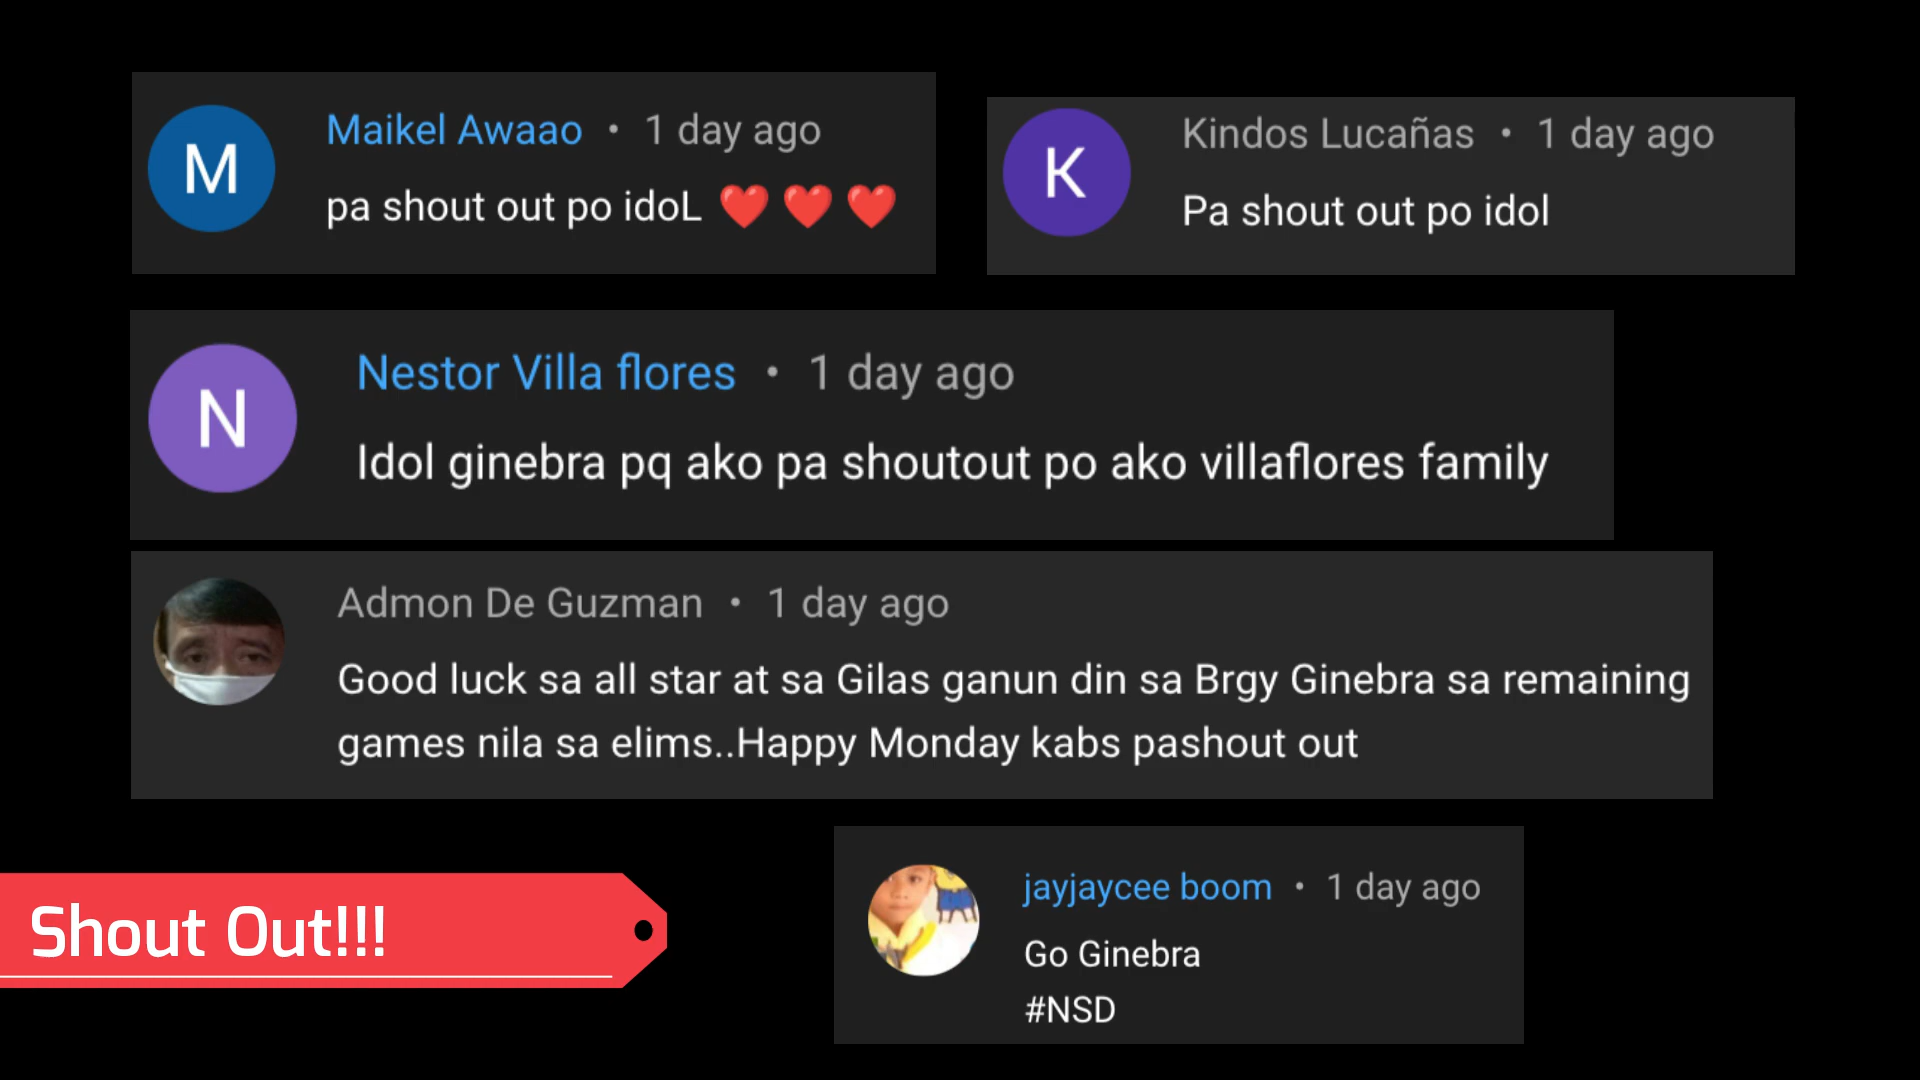 M
Maikel Awaao • 1 day ago
pa shout out po idoL ❤️ ❤️ ❤️
K
Kindos Lucañas • 1 day ago
Pa shout out po idol
N
Nestor Villa flores • 1 day ago
Idol ginebra pq ako pa shoutout po ako villaflores family
Admon De Guzman • 1 day ago
Good luck sa all star at sa Gilas ganun din sa Brgy Ginebra sa remaining
games nila sa elims..Happy Monday kabs pashout out
Shout Out!!!
jayjaycee boom • 1 day ago
Go Ginebra
#NSD